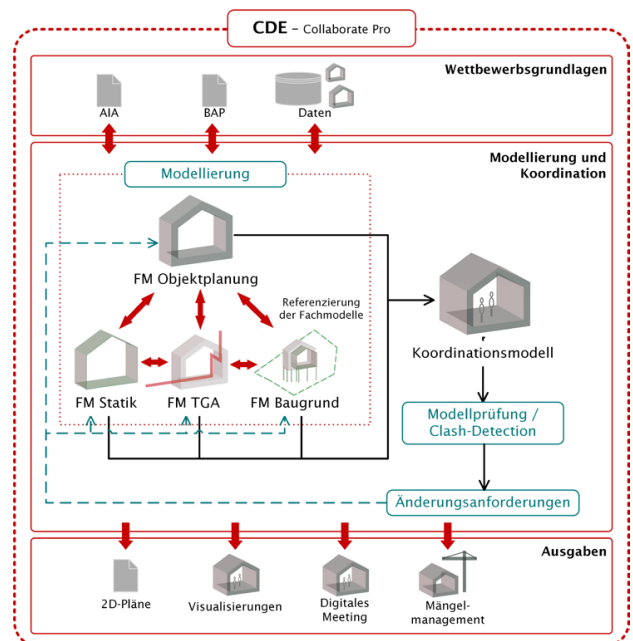 CDE – Collaborate Pro
Wettbewerbsgrundlagen
AIA
BAP
Daten
Modellierung und
Koordination
Modellierung
FM Objektplanung
Referenzierung
der Fachmodelle
Koordinationsmodell
FM Statik
FM TGA
FM Baugrund
Modellprüfung /
Clash-Detection
Änderungsanforderungen
Ausgaben
2D-Pläne
Visualisierungen
Digitales
Meeting
Mängel-
management